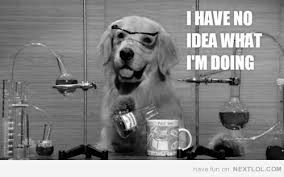 I HAVE NO
IDEA WHAT
I'M DOING
have fun on NEXTLOL.COM